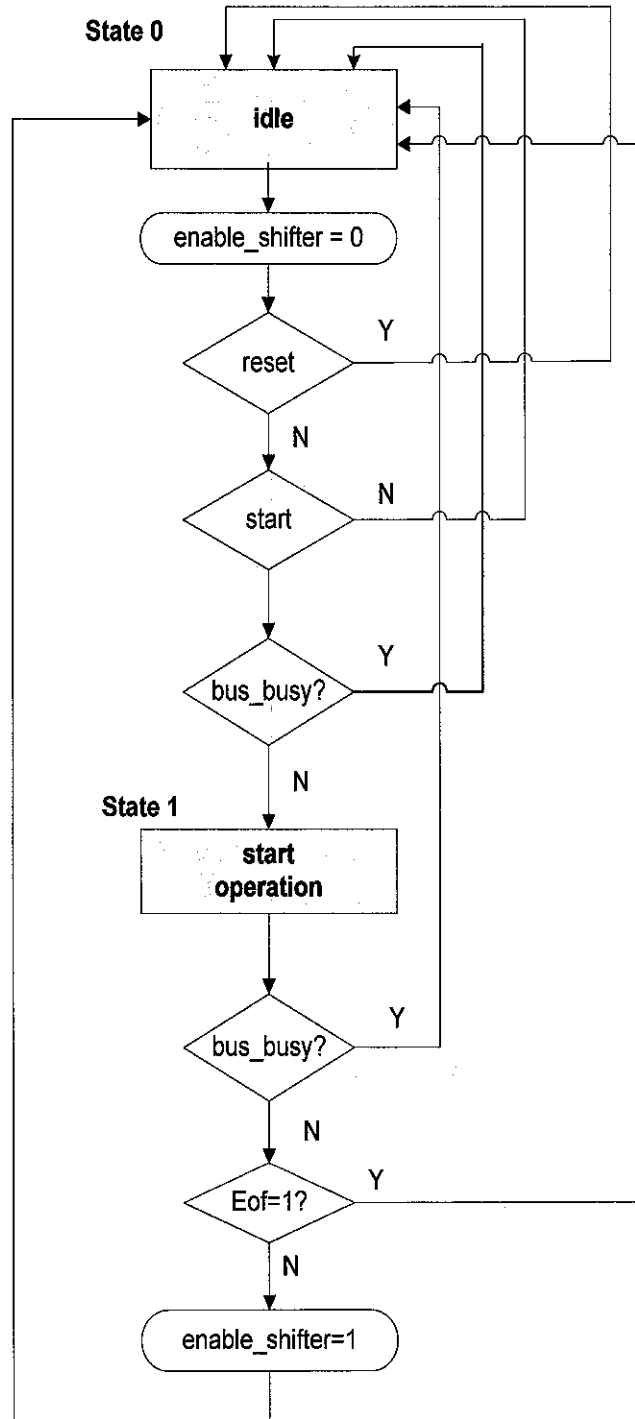 State 0
idle
enable_shifter = 0
Y
reset
N
N
start
Y
bus_busy?
N
State 1
start
operation
Y
bus_busy?
N
Y
Eof=1?
N
enable_shifter=1